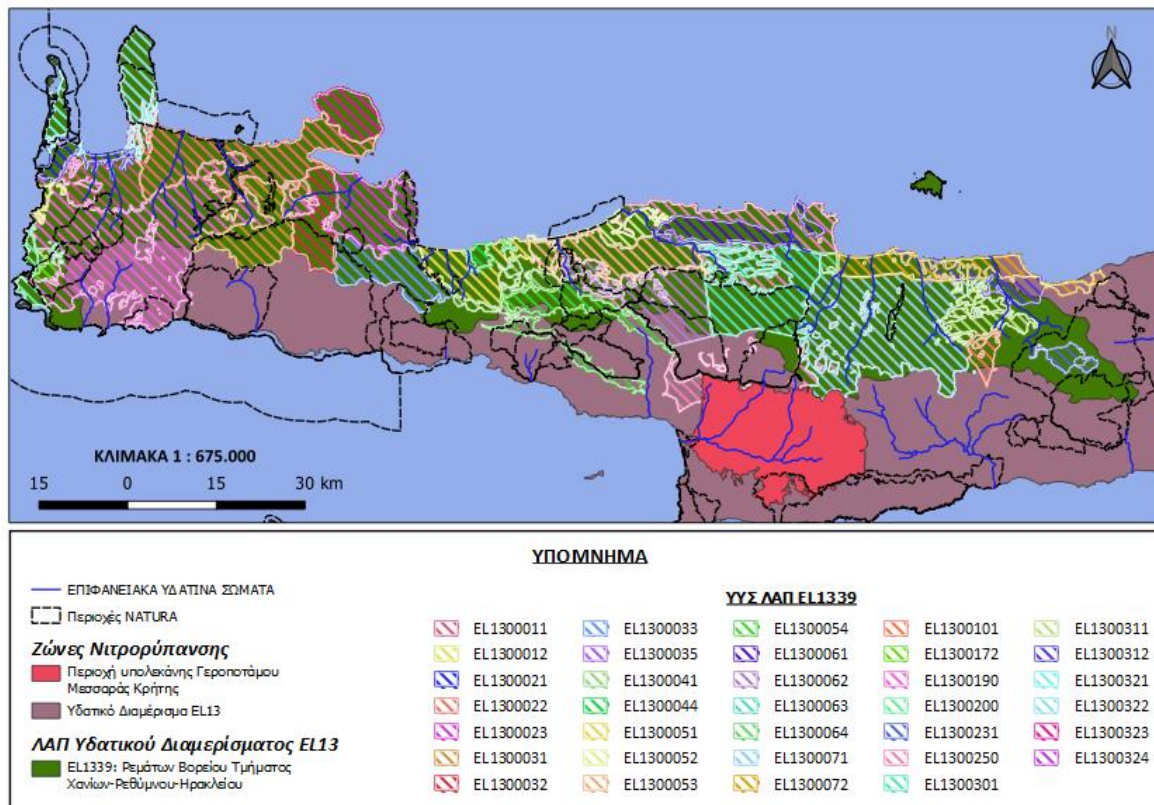 N
ΚΛΙΜΑΚΑ 1 : 675.000
15 0 15 30 km
ΥΠΟΜΝΗΜΑ
ΕΠΙΦΑΝΕΙΑΚΑ ΥΔΑΤΙΝΑ ΣΩΜΑΤΑ
Περιοχές NATURA
Ζώνες Νιτρορύπανσης
Περιοχή υπολεκάνης Γεροποτάμου
Μεσσαράς Κρήτης
Υδατικό Διαμέρισμα EL13
ΛΑΠ Υδατικού Διαμερίσματος EL13
EL1339: Ρεμάτων Βορείου Τμήματος
Χανίων-Ρεθύμνου-Ηρακλείου
ΥΥΣ ΛΑΠ EL1339
EL1300011
EL1300012
EL1300021
EL1300022
EL1300023
EL1300031
EL1300032
EL1300033
EL1300035
EL1300041
EL1300044
EL1300051
EL1300052
EL1300053
EL1300054
EL1300061
EL1300062
EL1300063
EL1300064
EL1300071
EL1300072
EL1300101
EL1300172
EL1300190
EL1300200
EL1300231
EL1300250
EL1300301
EL1300311
EL1300312
EL1300321
EL1300322
EL1300323
EL1300324